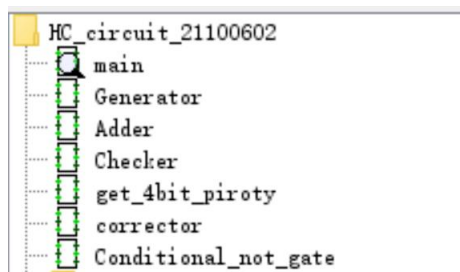 HC_circuit_21100602
main
Generator
Adder
Checker
get_4bit_piroty
corrector
Conditional_not_gate